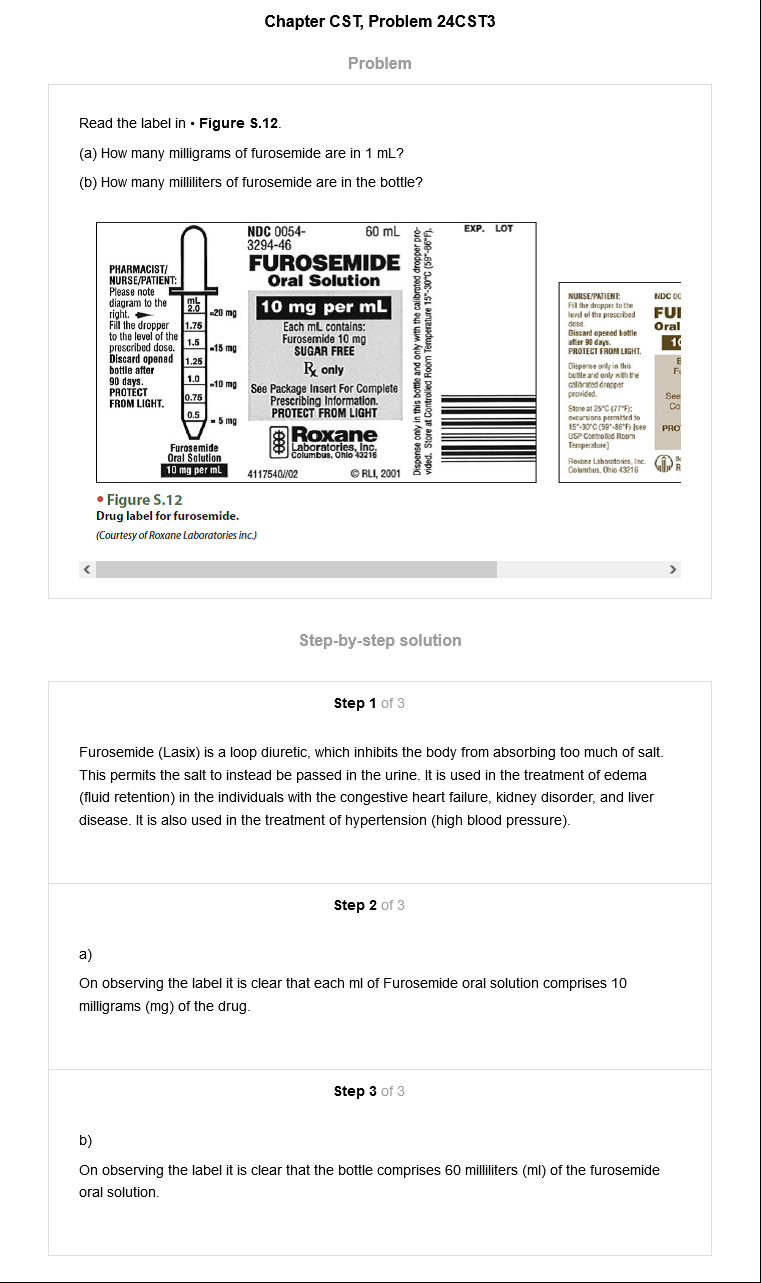 Chapter CST, Problem 24CST3
Problem
Read the label in • Figure S.12.
(a) How many milligrams of furosemide are in 1 mL?
(b) How many milliliters of furosemide are in the bottle?
PHARMACIST/
NURSE/PATIENT:
Please note
diagram to the
right.
Fill the dropper
to the level of the
prescribed dose.
Discard opened
bottle after
90 days.
PROTECT
FROM LIGHT.
mL
2.0
=20 mg
1.75
1.5
=15 mg
1.25
1.0
=10 mg
0.75
0.5
= 5 mg
Furosemide
Oral Solution
10 mg per mL
NDC 0054-
3294-46
60 mL
FUROSEMIDE
Oral Solution
10 mg per mL
Each mL contains:
Furosemide 10 mg
SUGAR FREE
Rx only
See Package Insert For Complete
Prescribing Information.
PROTECT FROM LIGHT
Roxane
Laboratories, Inc.
Columbus, Ohio 43216
4117540//02
© RLI, 2001
Dispense only in this bottle and only with the calibrated dropper pro-
vided. Store at Controlled Room Temperature 15°-30°C (59°-86°F).
EXP. LOT
NURSE/PATIENT:
Fill the dropper to the
level of the prescribed
dose.
Discard opened bottle
after 90 days.
PROTECT FROM LIGHT.
Dispense only in this
bottle and only with the
calibrated dropper
provided.
Store at 25°C (77°F);
excursions permitted to
15°-30°C (59°-86°F) [see
USP Controlled Room
Temperature]
Roxane Laboratories, Inc.
Columbus, Ohio 43216
NDC 00
FU
Oral
10
E
Fu
See
Co
PRO
R
• Figure S.12
Drug label for furosemide.
(Courtesy of Roxane Laboratories inc.)
Step-by-step solution
Step 1 of 3
Furosemide (Lasix) is a loop diuretic, which inhibits the body from absorbing too much of salt.
This permits the salt to instead be passed in the urine. It is used in the treatment of edema
(fluid retention) in the individuals with the congestive heart failure, kidney disorder, and liver
disease. It is also used in the treatment of hypertension (high blood pressure).
Step 2 of 3
a)
On observing the label it is clear that each ml of Furosemide oral solution comprises 10
milligrams (mg) of the drug.
Step 3 of 3
b)
On observing the label it is clear that the bottle comprises 60 milliliters (ml) of the furosemide
oral solution.